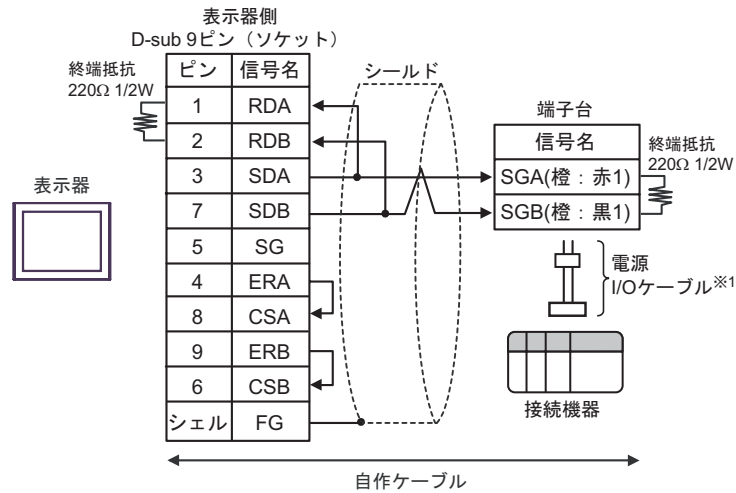 表示器側
D-sub 9ピン（ソケット）
終端抵抗
220Ω 1/2W
ピン 信号名
1 RDA
2 RDB
3 SDA
7 SDB
5 SG
4 ERA
8 CSA
9 ERB
6 CSB
シェル FG
シールド
表示器
端子台
信号名
SGA(橙：赤1)
SGB(橙：黒1)
終端抵抗
220Ω 1/2W
電源
I/Oケーブル※1
接続機器
自作ケーブル